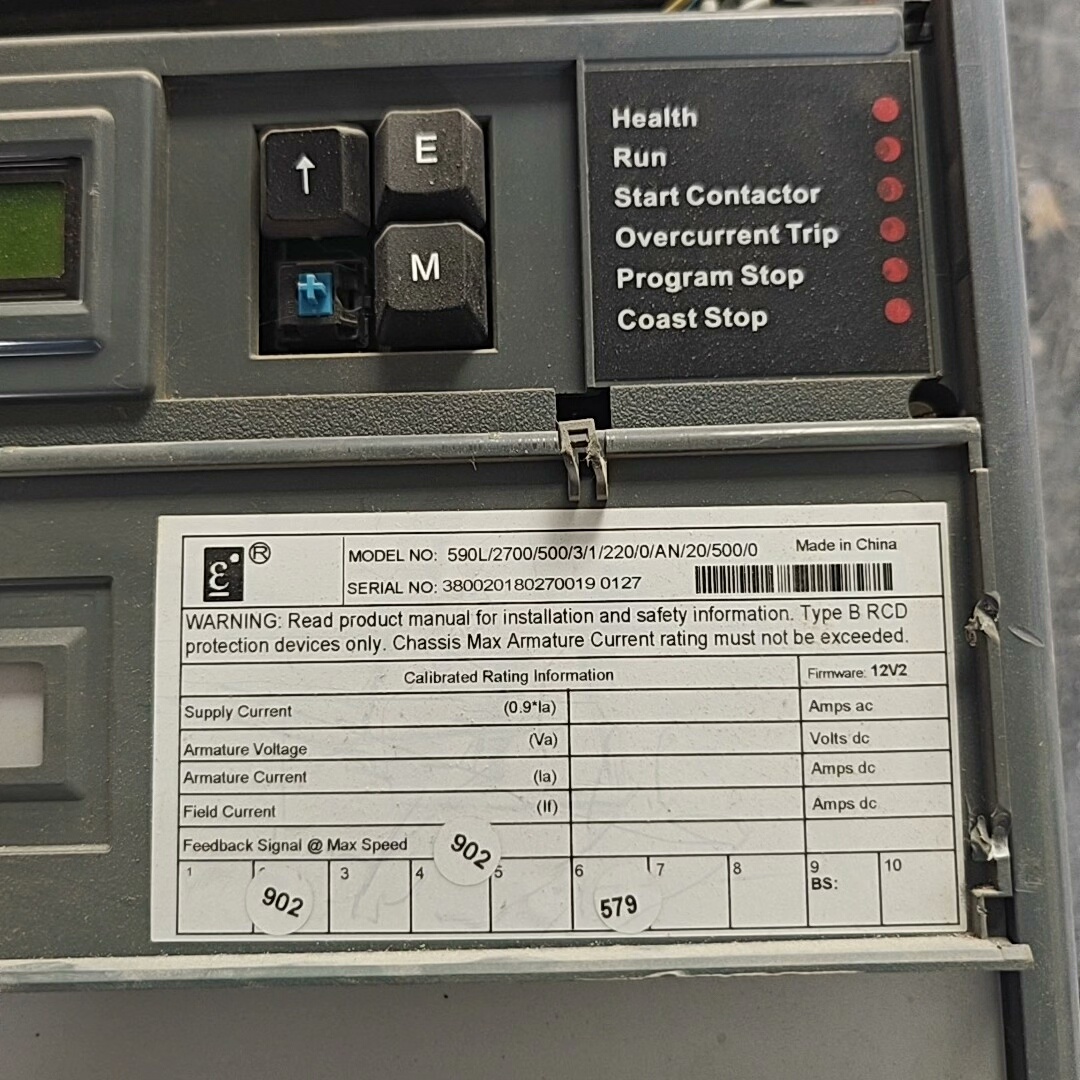 ↑
E
M
Health
Run
Start Contactor
Overcurrent Trip
Program Stop
Coast Stop
ε ®
MODEL NO: 590L/2700/500/3/1/220/0/AN/20/500/0 Made in China
SERIAL NO: 380020180270019 0127
WARNING: Read product manual for installation and safety information. Type B RCD
protection devices only. Chassis Max Armature Current rating must not be exceeded.
Calibrated Rating Information Firmware: 12V2
Supply Current (0.9*Ia) Amps ac
Armature Voltage (Va) Volts dc
Armature Current (Ia) Amps dc
Field Current (If) Amps dc
Feedback Signal @ Max Speed
902
1 3 4 5 6 7 8 9 10
BS:
902
579